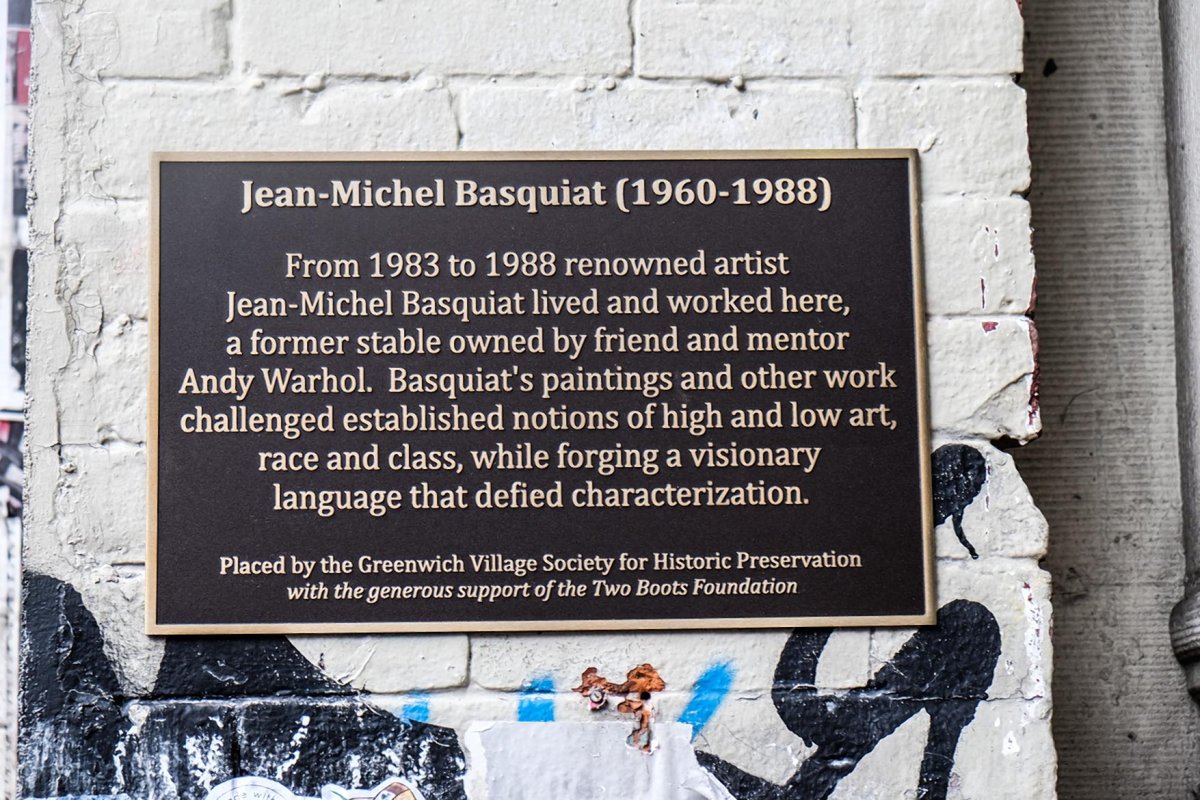 Jean-Michel Basquiat (1960-1988)
From 1983 to 1988 renowned artist
Jean-Michel Basquiat lived and worked here,
a former stable owned by friend and mentor
Andy Warhol. Basquiat's paintings and other work
challenged established notions of high and low art,
race and class, while forging a visionary
language that defied characterization.
Placed by the Greenwich Village Society for Historic Preservation
with the generous support of the Two Boots Foundation